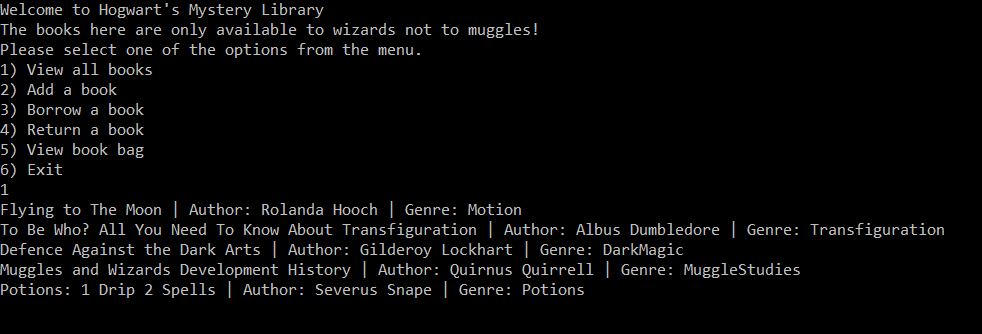 Welcome to Hogwart's Mystery Library
The books here are only available to wizards not to muggles!
Please select one of the options from the menu.
1) View all books
2) Add a book
3) Borrow a book
4) Return a book
5) View book bag
6) Exit
1
Flying to The Moon | Author: Rolanda Hooch | Genre: Motion
To Be Who? All You Need To Know About Transfiguration | Author: Albus Dumbledore | Genre: Transfiguration
Defence Against the Dark Arts | Author: Gilderoy Lockhart | Genre: DarkMagic
Muggles and Wizards Development History | Author: Quirnus Quirrell | Genre: MuggleStudies
Potions: 1 Drip 2 Spells | Author: Severus Snape | Genre: Potions